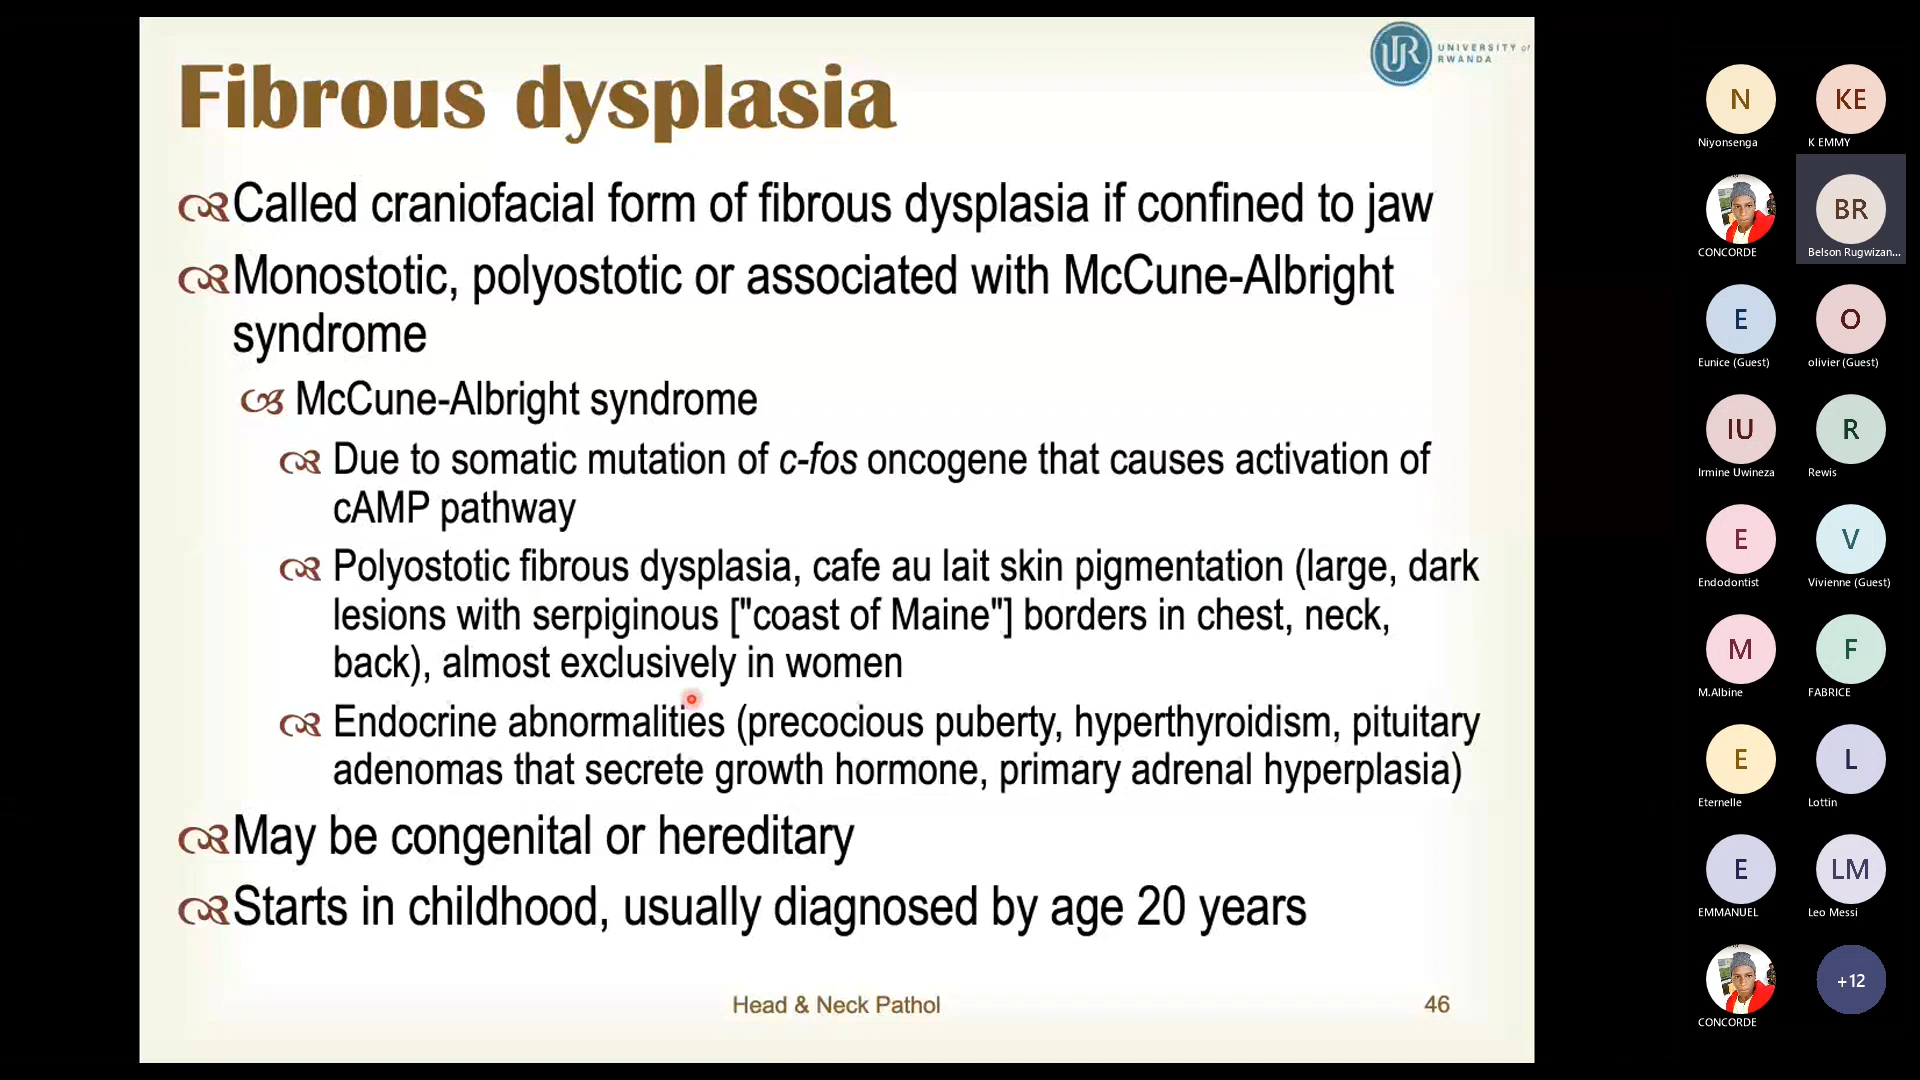 Fibrous dysplasia
UNIVERSITY of
RWANDA
Called craniofacial form of fibrous dysplasia if confined to jaw
Monostotic, polyostotic or associated with McCune-Albright
syndrome
McCune-Albright syndrome
Due to somatic mutation of c-fos oncogene that causes activation of
cAMP pathway
Polyostotic fibrous dysplasia, cafe au lait skin pigmentation (large, dark
lesions with serpiginous ["coast of Maine"] borders in chest, neck,
back), almost exclusively in women
Endocrine abnormalities (precocious puberty, hyperthyroidism, pituitary
adenomas that secrete growth hormone, primary adrenal hyperplasia)
May be congenital or hereditary
Starts in childhood, usually diagnosed by age 20 years
Head & Neck Pathol
46
N
Niyonsenga
KE
K EMMY
CONCORDE
BR
Belson Rugwizan...
E
Eunice (Guest)
O
olivier (Guest)
IU
Irmine Uwineza
R
Rewis
E
Endodontist
V
Vivienne (Guest)
M
M.Albine
F
FABRICE
E
Eternelle
L
Lottin
E
EMMANUEL
LM
Leo Messi
CONCORDE
+12